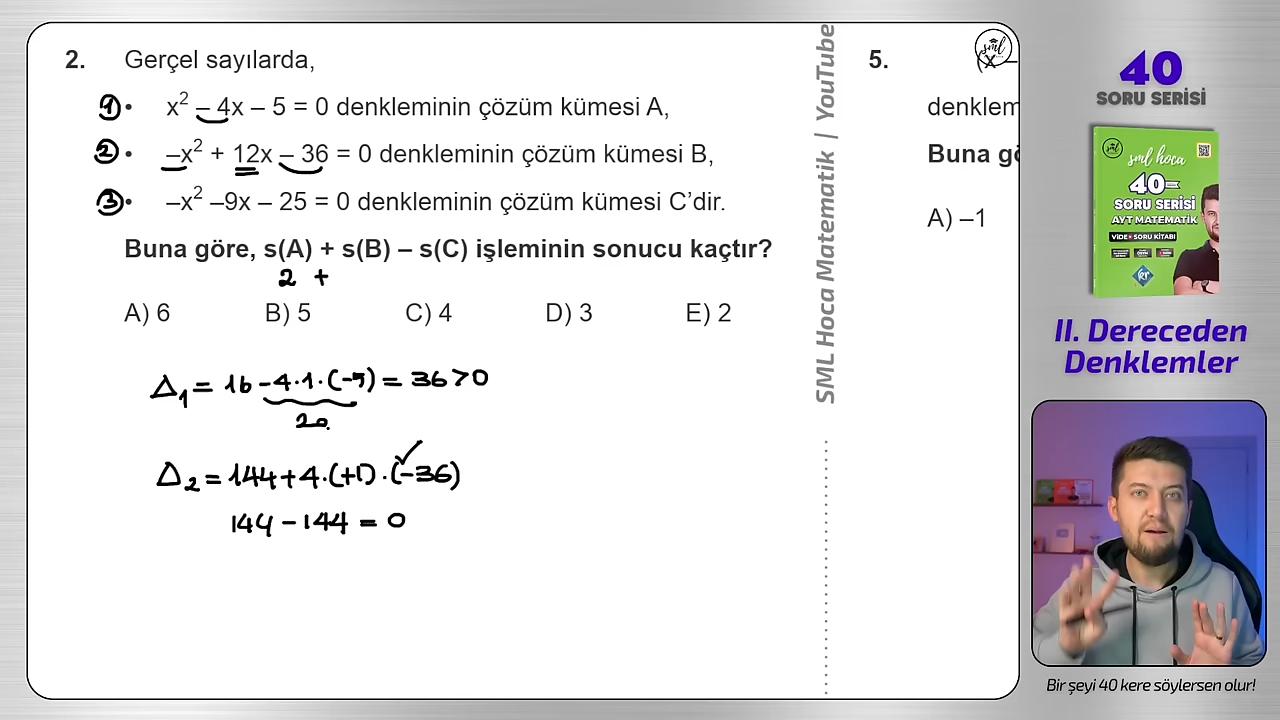 2. Gerçel sayılarda,
1 • x² – 4x – 5 = 0 denkleminin çözüm kümesi A,
2 • –x² + 12x – 36 = 0 denkleminin çözüm kümesi B,
3 • –x² –9x – 25 = 0 denkleminin çözüm kümesi C'dir.
Buna göre, s(A) + s(B) – s(C) işleminin sonucu kaçtır?
2 +
A) 6 B) 5 C) 4 D) 3 E) 2
Δ₁ = 16 – 4·1·(–5) = 36 > 0
20
Δ₂ = 144 + 4·(+1)·(–36)
144 – 144 = 0
SML Hoca Matematik | YouTube
5. (x –
sml
denklem
Buna gö
A) –1
40
SORU SERİSİ
sml hoca
40
SORU SERİSİ
AYT MATEMATİK
VİDEO SORU KİTABI
II. Dereceden
Denklemler
Bir şeyi 40 kere söylersen olur!